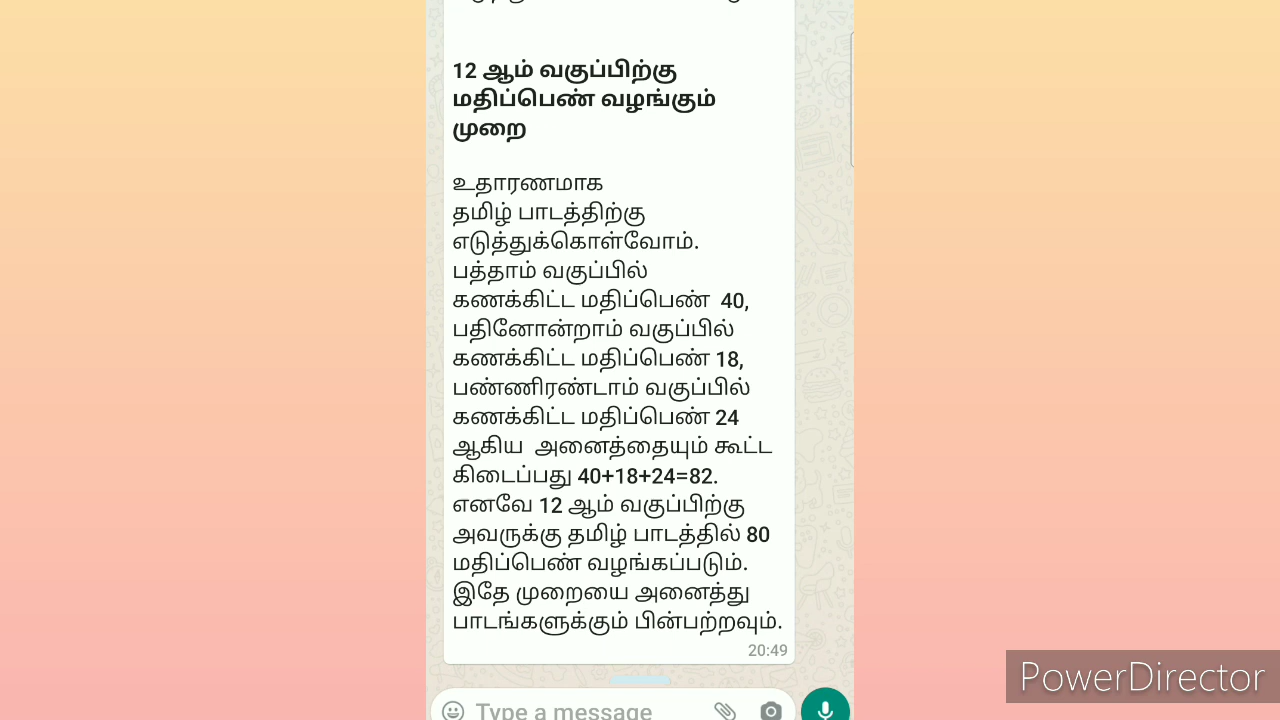 12 ஆம் வகுப்பிற்கு
மதிப்பெண் வழங்கும்
முறை
உதாரணமாக
தமிழ் பாடத்திற்கு
எடுத்துக்கொள்வோம்.
பத்தாம் வகுப்பில்
கணக்கிட்ட மதிப்பெண் 40,
பதினோன்றாம் வகுப்பில்
கணக்கிட்ட மதிப்பெண் 18,
பண்ணிரண்டாம் வகுப்பில்
கணக்கிட்ட மதிப்பெண் 24
ஆகிய அனைத்தையும் கூட்ட
கிடைப்பது 40+18+24=82.
எனவே 12 ஆம் வகுப்பிற்கு
அவருக்கு தமிழ் பாடத்தில் 80
மதிப்பெண் வழங்கப்படும்.
இதே முறையை அனைத்து
பாடங்களுக்கும் பின்பற்றவும்.
20:49
Type a message
PowerDirector